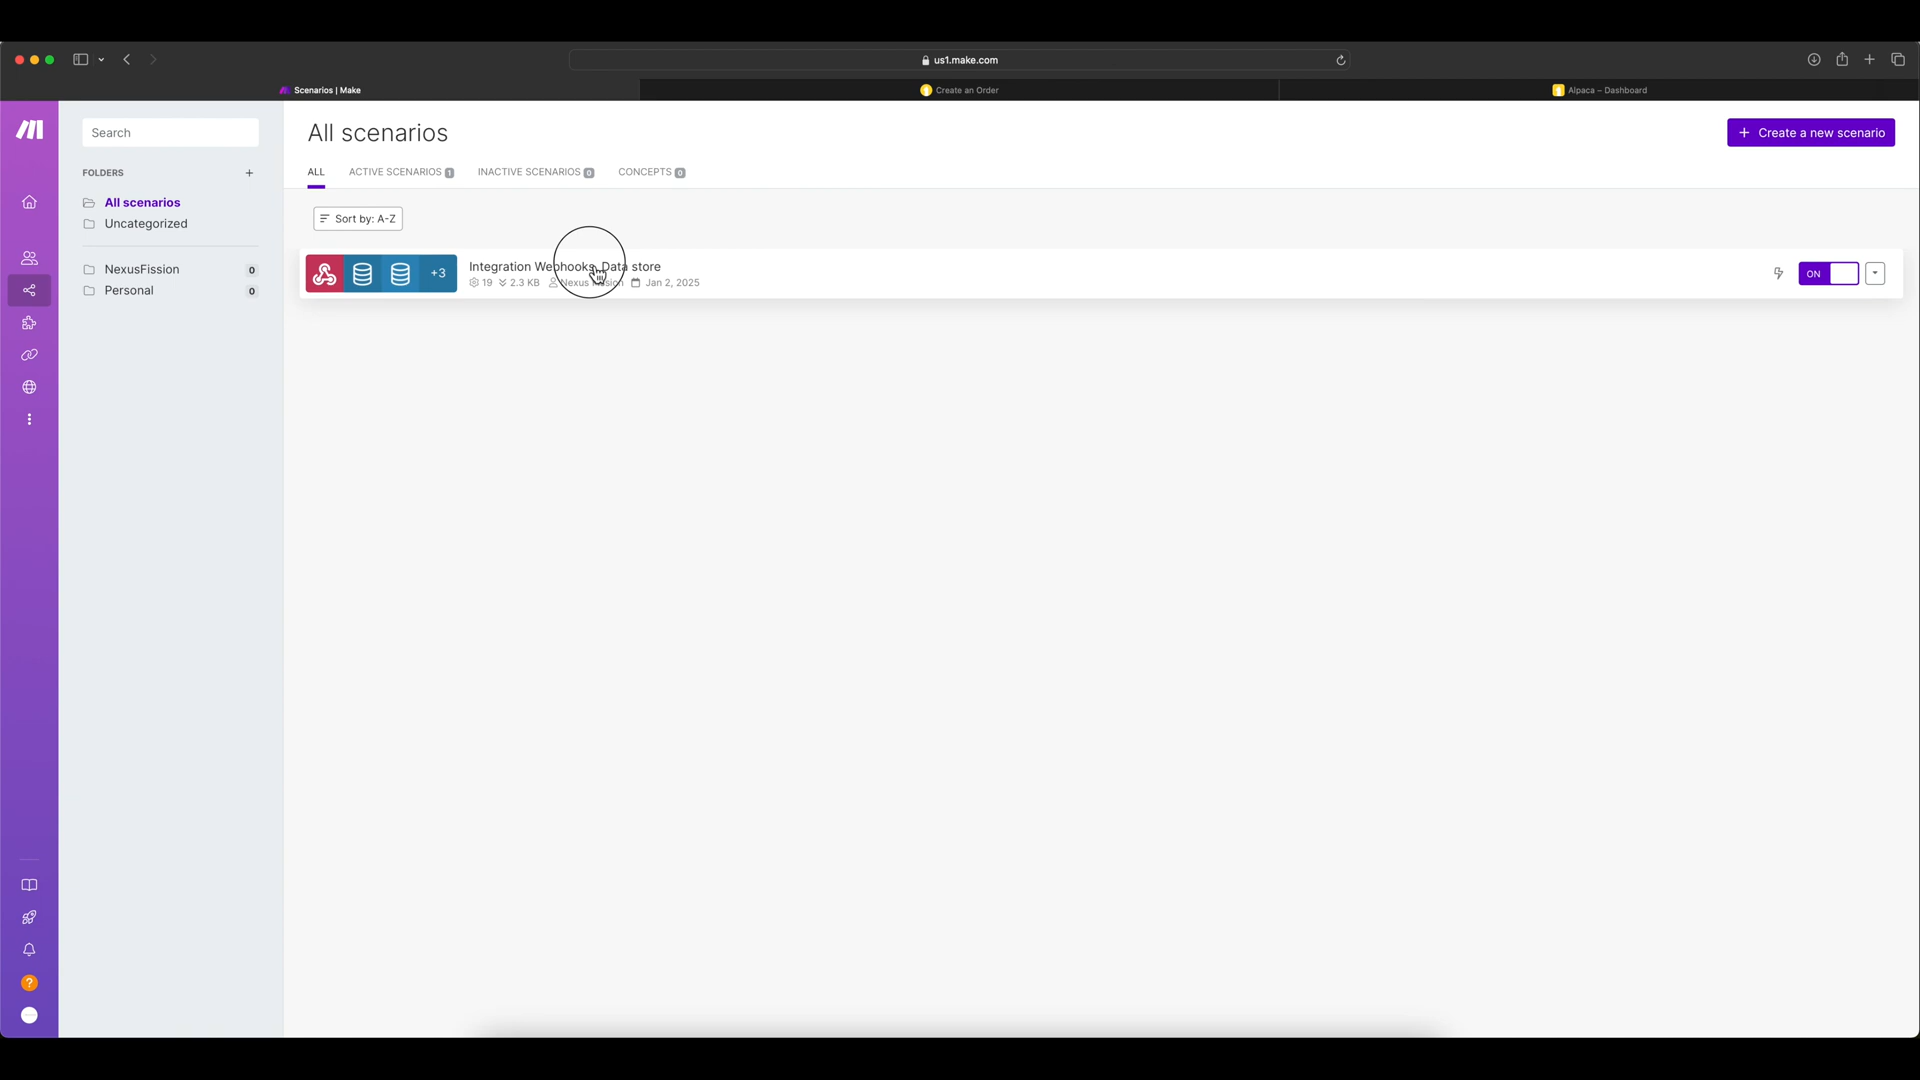 us1.make.com
Scenarios | Make
Create an Order
Alpaca – Dashboard
Search
All scenarios
+ Create a new scenario
FOLDERS +
ALL ACTIVE SCENARIOS 1 INACTIVE SCENARIOS 0 CONCEPTS 0
All scenarios
Uncategorized
Sort by: A-Z
NexusFission 0
Personal 0
+3
Integration Webhooks, Data store
19 2.3 KB Nexus Fission Jan 2, 2025
ON
?